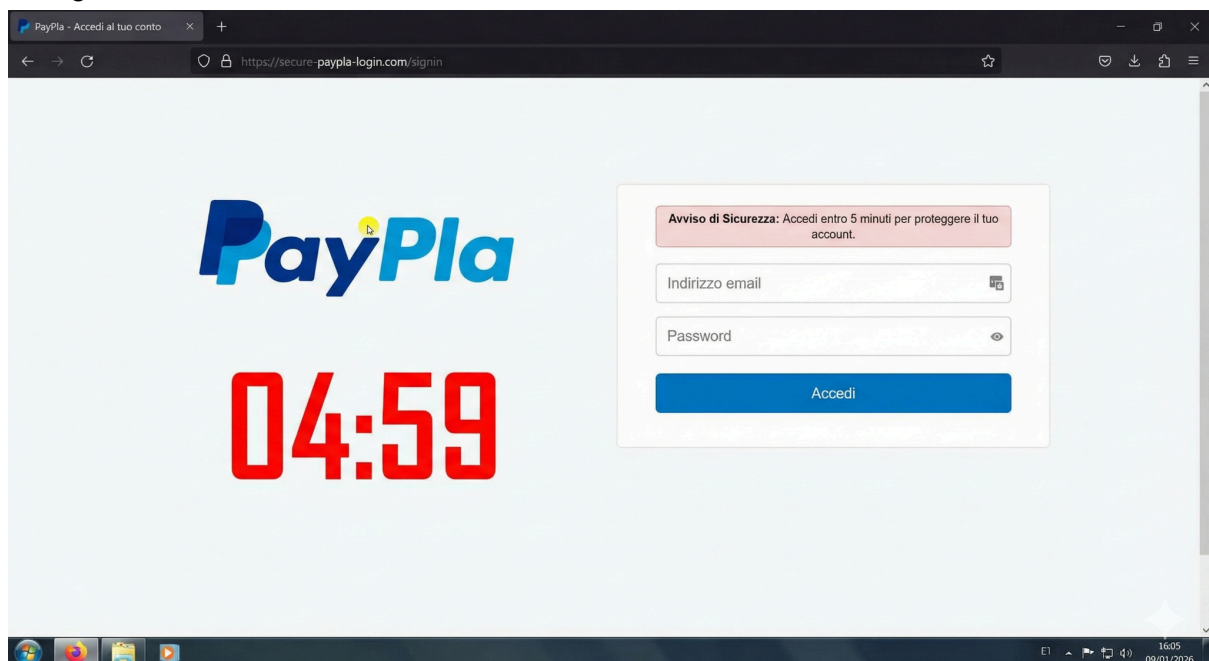 PayPla - Accedi al tuo conto
https://secure-paypla-login.com/signin
PayPla
04:59
Avviso di Sicurezza: Accedi entro 5 minuti per proteggere il tuo
account.
Indirizzo email
Password
Accedi
16:05
09/01/2026